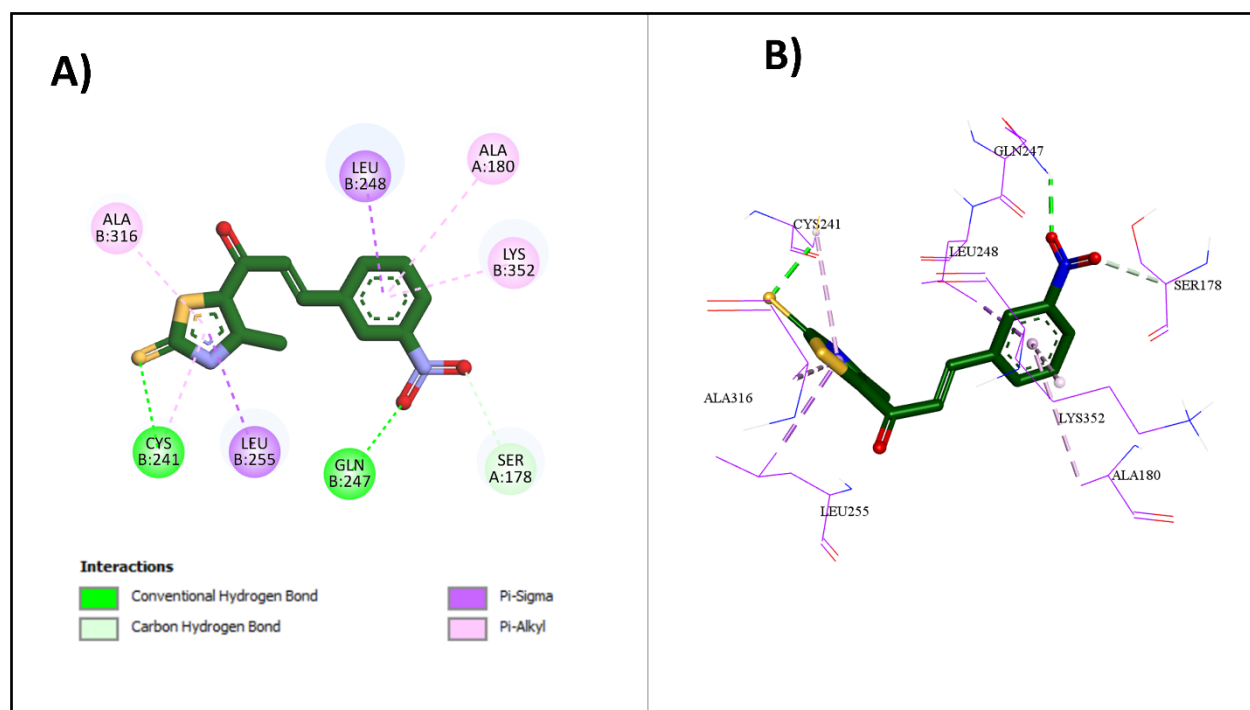 A)
LEU
B:248
ALA
A:180
ALA
B:316
LYS
B:352
CYS
B:241
LEU
B:255
GLN
B:247
SER
A:178
Interactions
Conventional Hydrogen Bond
Carbon Hydrogen Bond
Pi-Sigma
Pi-Alkyl
B)
GLN247
CYS241
LEU248
SER178
ALA316
LYS352
ALA180
LEU255